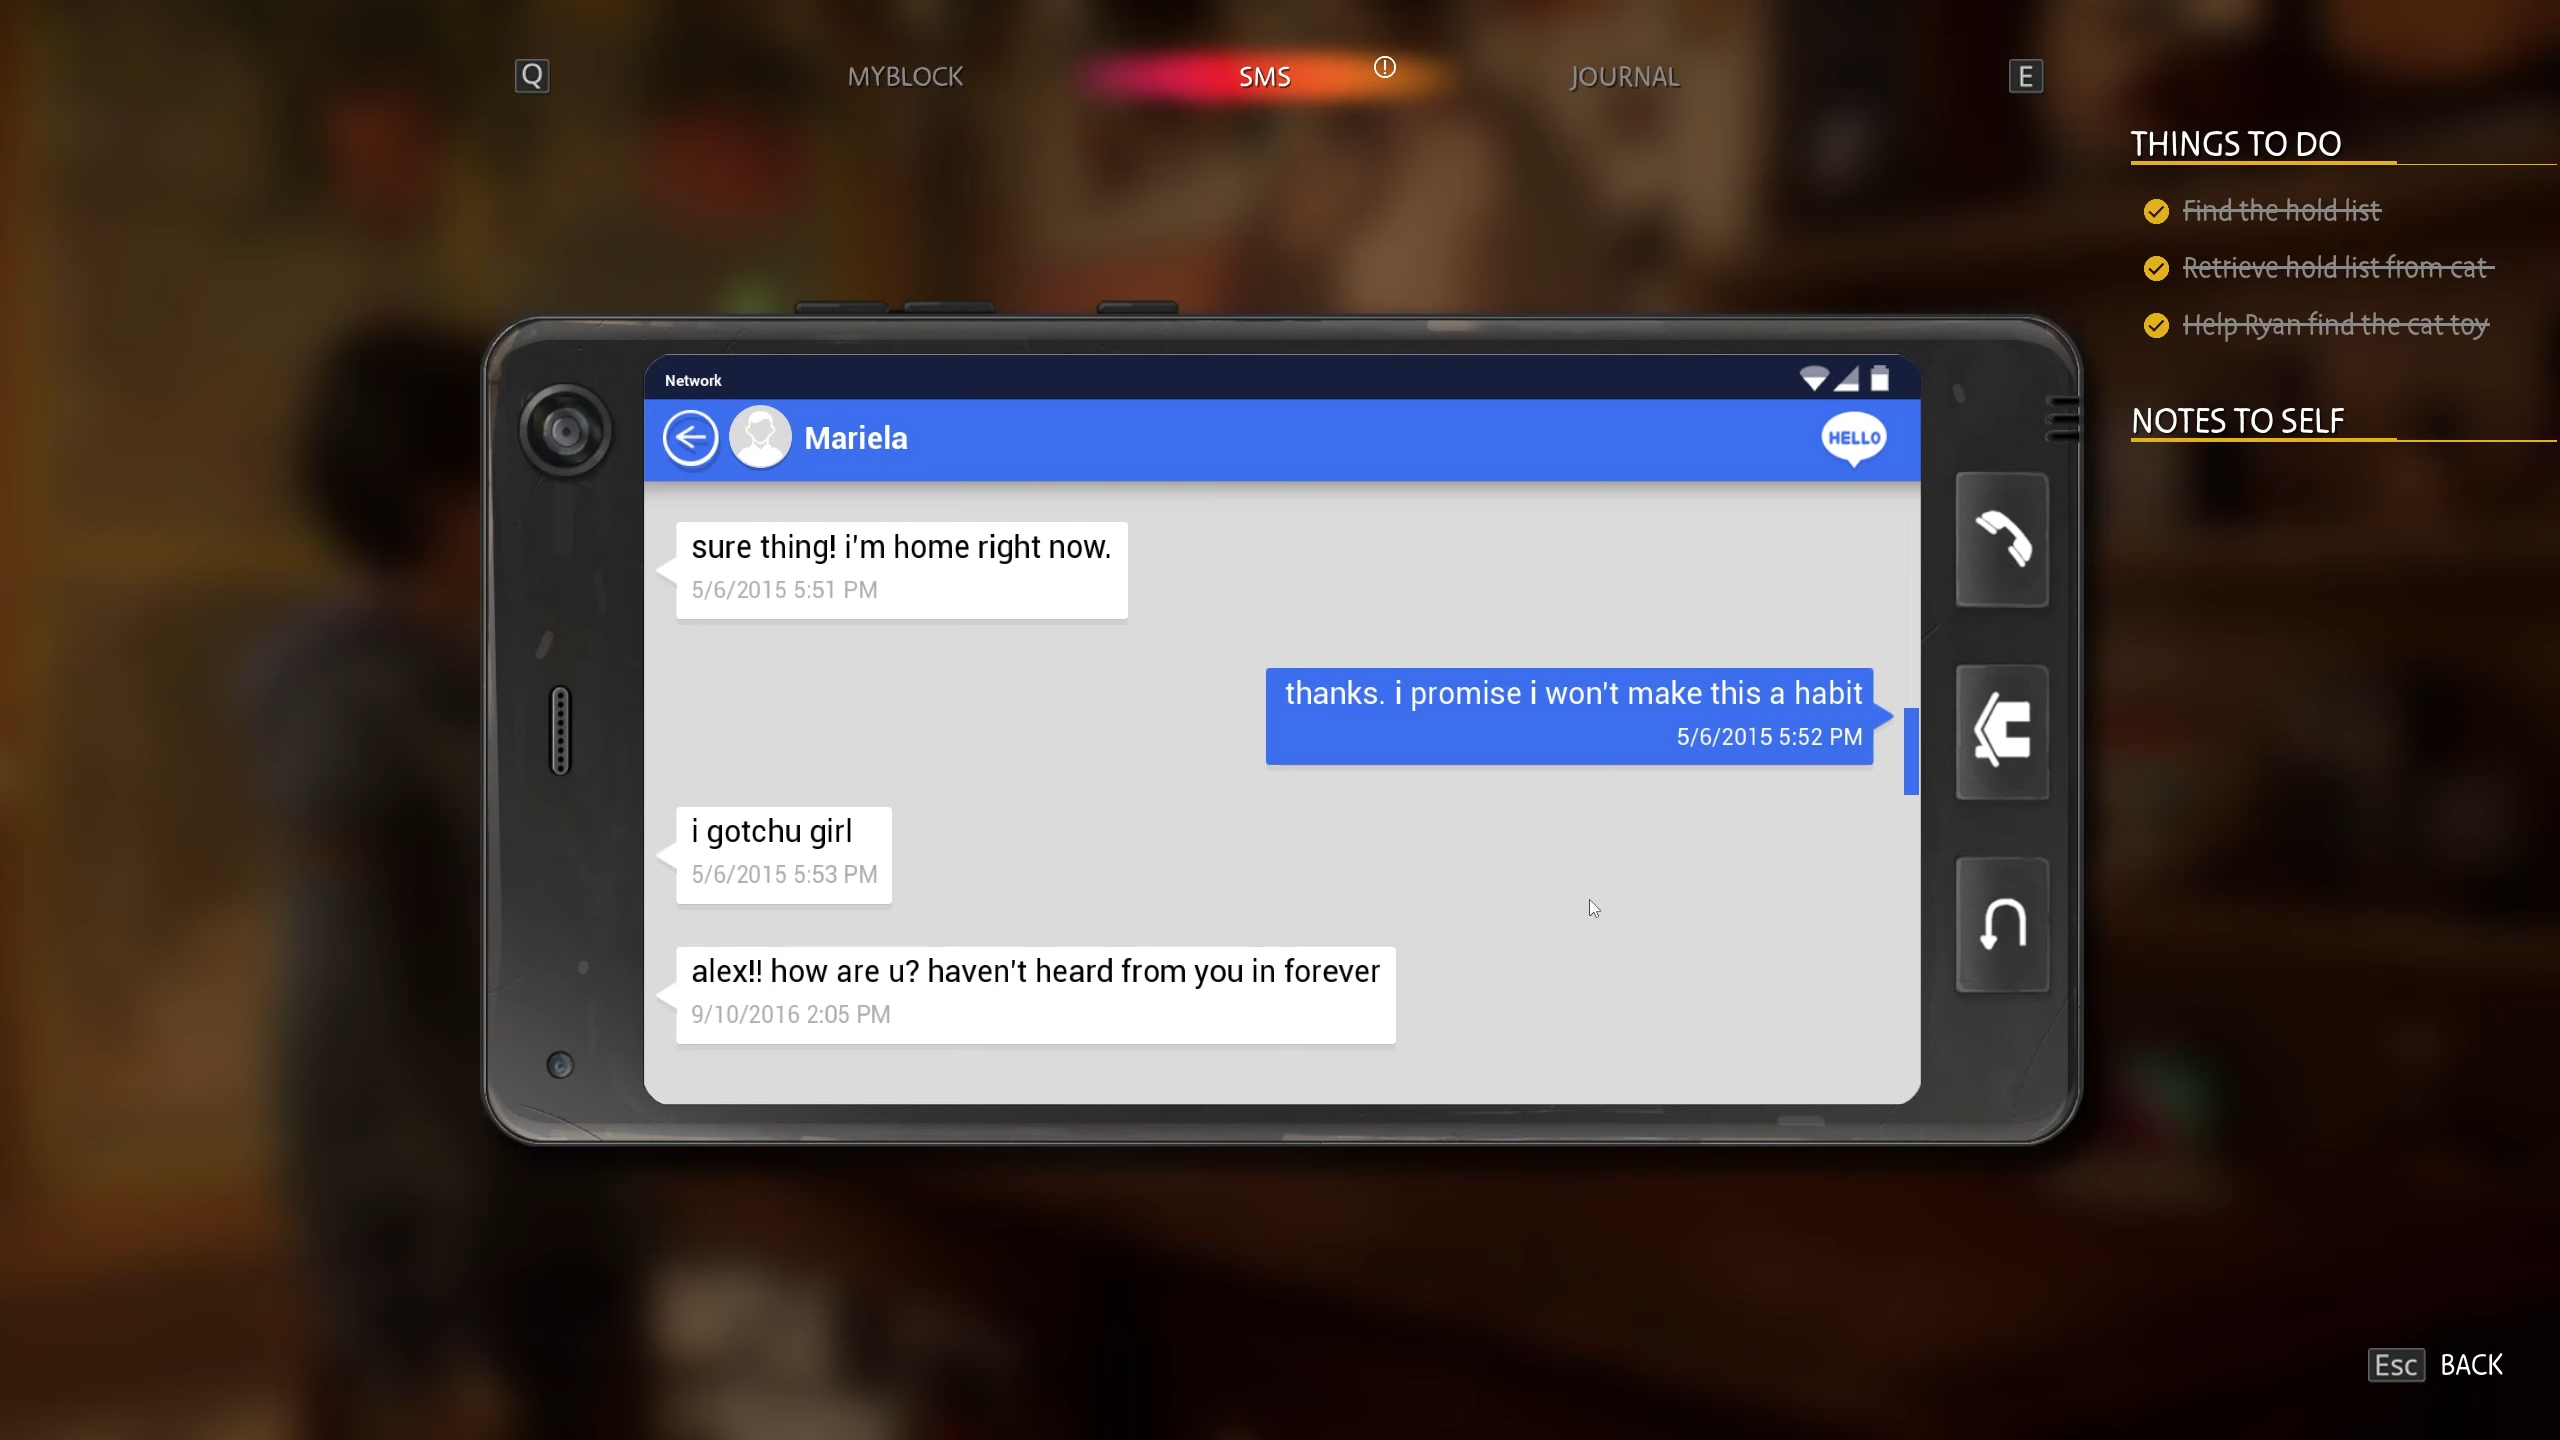 Q
MYBLOCK
SMS
JOURNAL
E
THINGS TO DO
Find the hold list
Retrieve hold list from cat
Help Ryan find the cat toy
NOTES TO SELF
Network
Mariela
HELLO
sure thing! i'm home right now.
5/6/2015 5:51 PM
thanks. i promise i won't make this a habit
5/6/2015 5:52 PM
i gotchu girl
5/6/2015 5:53 PM
alex!! how are u? haven't heard from you in forever
9/10/2016 2:05 PM
Esc BACK